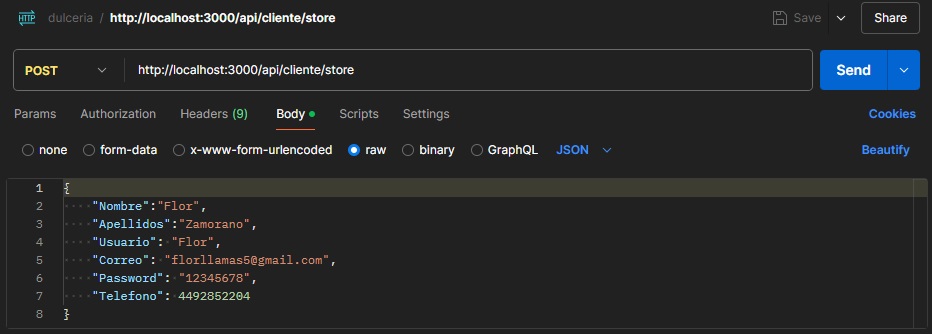 HTTP dulceria / http://localhost:3000/api/cliente/store Save Share
POST http://localhost:3000/api/cliente/store Send
Params Authorization Headers (9) Body Scripts Settings Cookies
none form-data x-www-form-urlencoded raw binary GraphQL JSON Beautify
1 {
2 "Nombre":"Flor",
3 "Apellidos":"Zamorano",
4 "Usuario": "Flor",
5 "Correo": "florllamas5@gmail.com",
6 "Password": "12345678",
7 "Telefono": 4492852204
8 }